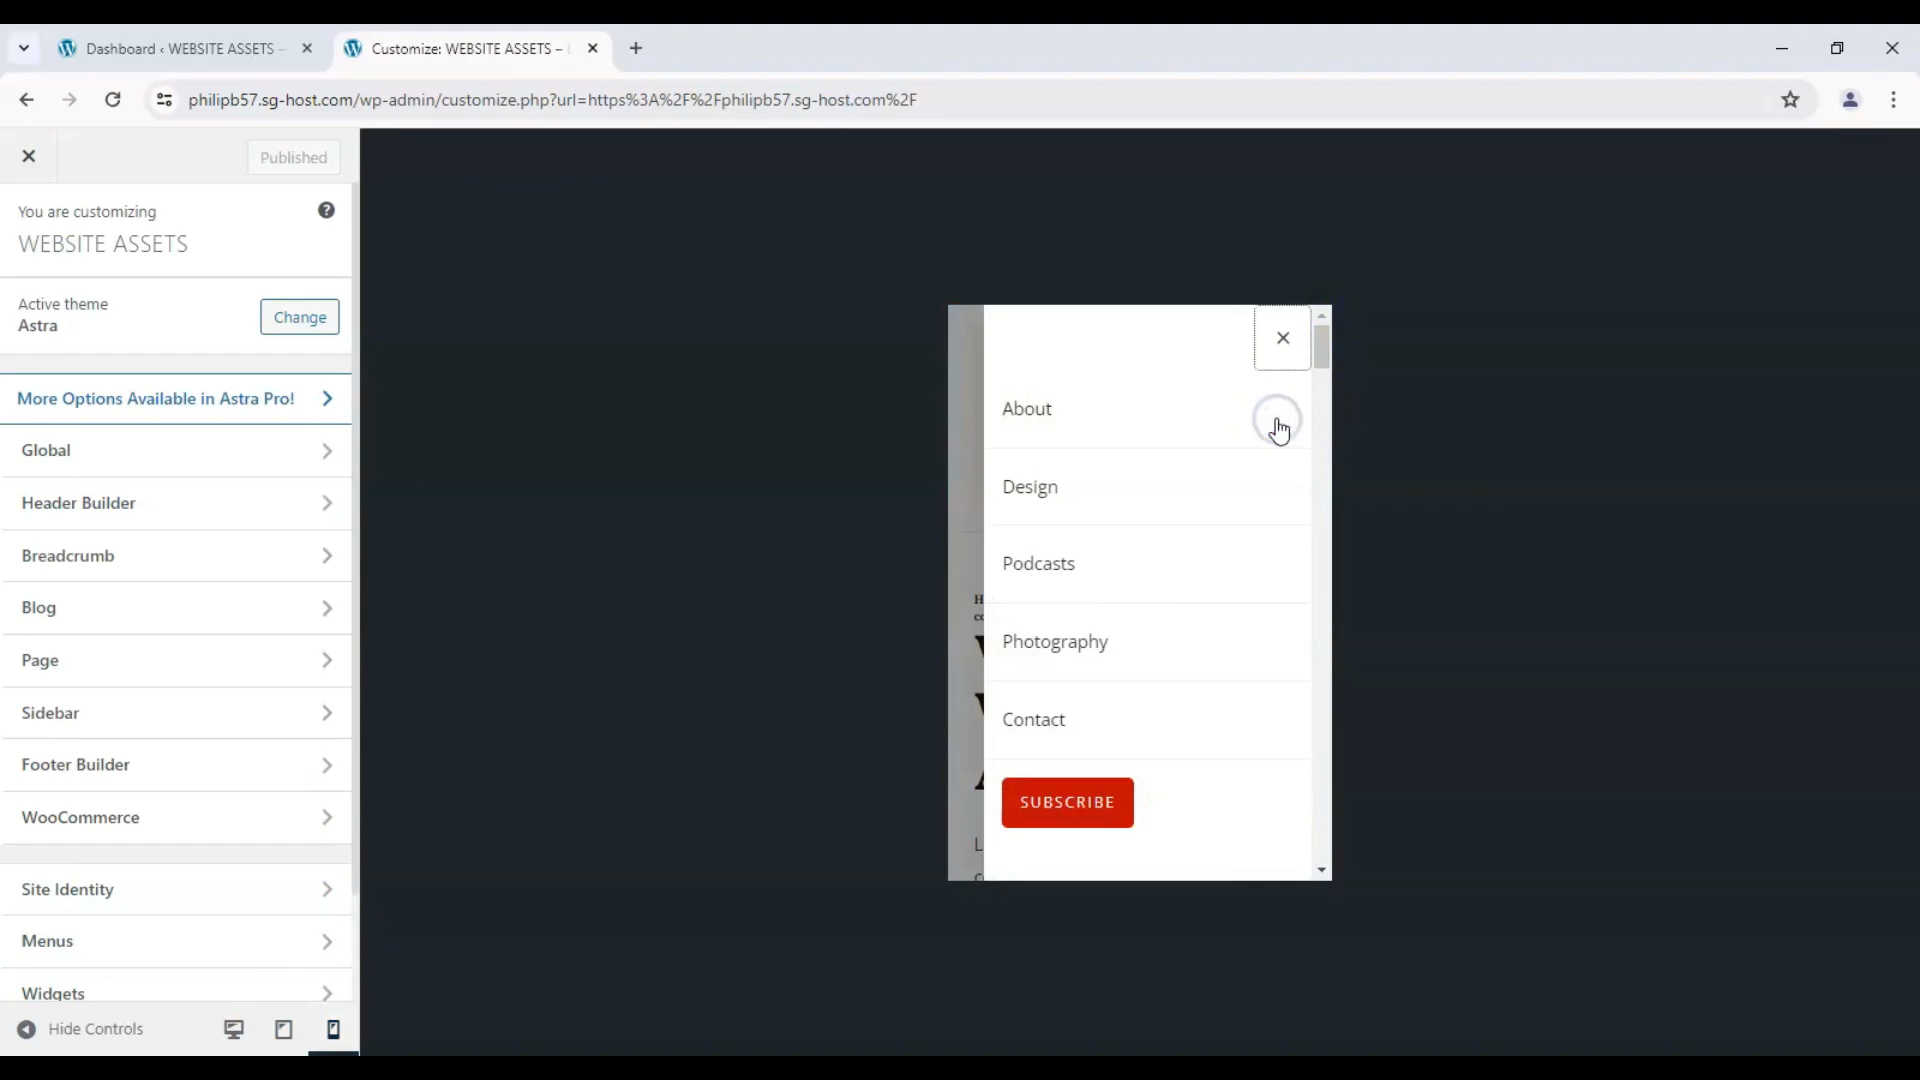 Dashboard ‹ WEBSITE ASSETS –
Customize: WEBSITE ASSETS –
philipb57.sg-host.com/wp-admin/customize.php?url=https%3A%2F%2Fphilipb57.sg-host.com%2F
Published
You are customizing
WEBSITE ASSETS
Active theme
Astra
Change
More Options Available in Astra Pro!
Global
Header Builder
Breadcrumb
Blog
Page
Sidebar
Footer Builder
WooCommerce
Site Identity
Menus
Widgets
Hide Controls
About
Design
Podcasts
Photography
Contact
SUBSCRIBE